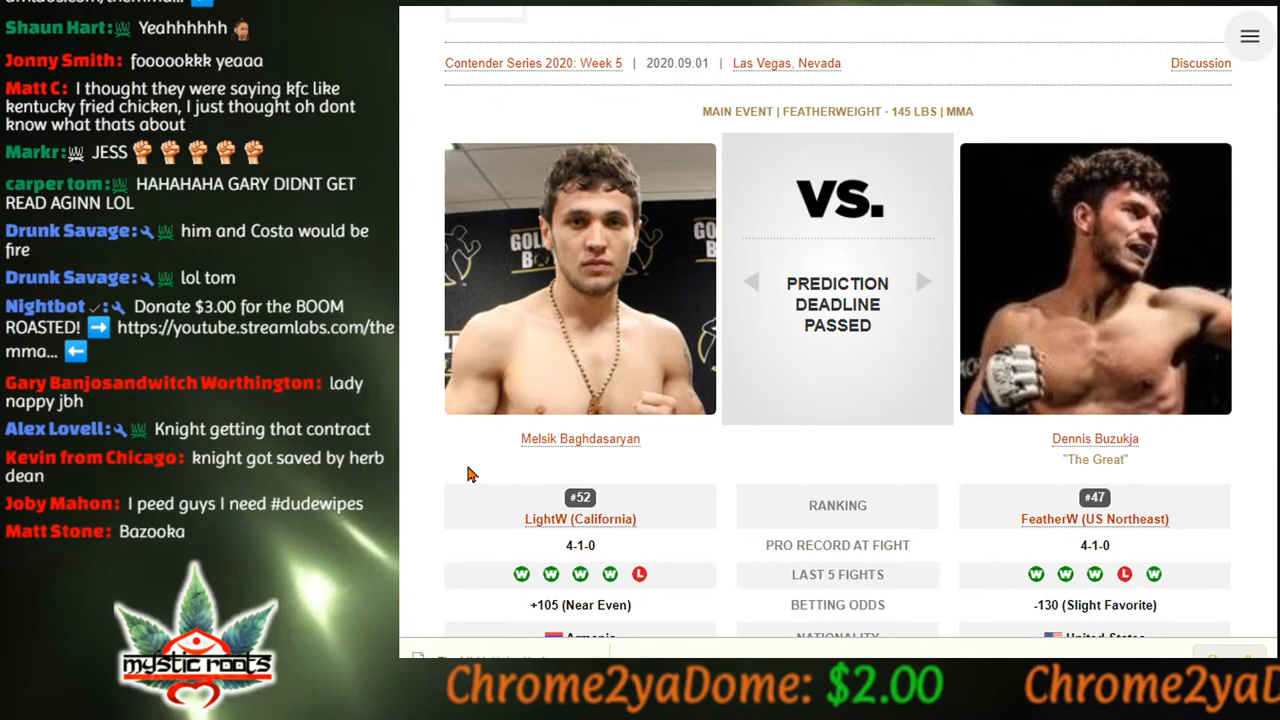 Shaun Hart: Yeahhhhhh
Jonny Smith: foooookkk yeaaa
Matt C: I thought they were saying kfc like
kentucky fried chicken, I just thought oh dont
know what thats about
Markr: JESS ✊🏼 ✊🏼 ✊🏼 ✊🏼 ✊🏼
carper tom: HAHAHAHA GARY DIDNT GET
READ AGINN LOL
Drunk Savage: him and Costa would be
fire
Drunk Savage: lol tom
Nightbot ✓: Donate $3.00 for the BOOM
ROASTED! ➡️ https://youtube.streamlabs.com/the
mma... ⬅️
Gary Banjosandwitch Worthington: lady
nappy jbh
Alex Lovell: Knight getting that contract
Kevin from Chicago: knight got saved by herb
dean
Joby Mahon: I peed guys I need #dudewipes
Matt Stone: Bazooka
mystic roots
Contender Series 2020: Week 5 | 2020.09.01 | Las Vegas, Nevada Discussion
MAIN EVENT | FEATHERWEIGHT · 145 LBS | MMA
VS.
PREDICTION
DEADLINE
PASSED
Melsik Baghdasaryan Dennis Buzukja
"The Great"
#52 RANKING #47
LightW (California) FeatherW (US Northeast)
4-1-0 PRO RECORD AT FIGHT 4-1-0
W W W W L LAST 5 FIGHTS W W W L W
+105 (Near Even) BETTING ODDS -130 (Slight Favorite)
Armenia NATIONALITY United States
Chrome2yaDome: $2.00 Chrome2yaD